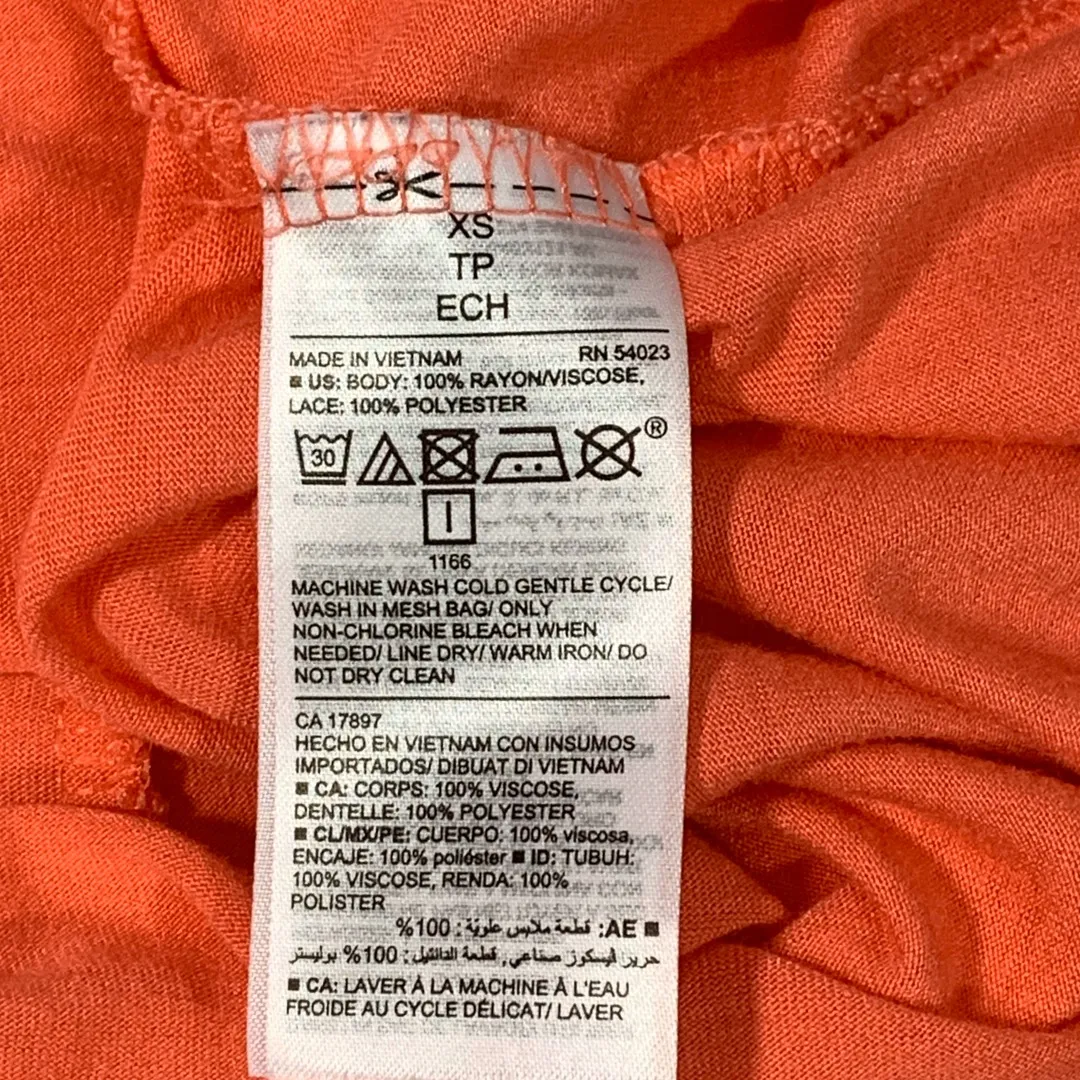 XS
TP
ECH
MADE IN VIETNAM RN 54023
■ US: BODY: 100% RAYON/VISCOSE,
LACE: 100% POLYESTER
30
®
I
1166
MACHINE WASH COLD GENTLE CYCLE/
WASH IN MESH BAG/ ONLY
NON-CHLORINE BLEACH WHEN
NEEDED/ LINE DRY/ WARM IRON/ DO
NOT DRY CLEAN
CA 17897
HECHO EN VIETNAM CON INSUMOS
IMPORTADOS/ DIBUAT DI VIETNAM
■ CA: CORPS: 100% VISCOSE,
DENTELLE: 100% POLYESTER
■ CL/MX/PE: CUERPO: 100% viscosa,
ENCAJE: 100% poliéster ■ ID: TUBUH:
100% VISCOSE, RENDA: 100%
POLISTER
■ AE: قطعة ملابس علويّة : 100%
حرير فيسكوز صناعي, قطعة الدانتيل : 100% بوليستر
■ CA: LAVER À LA MACHINE À L'EAU
FROIDE AU CYCLE DÉLICAT/ LAVER